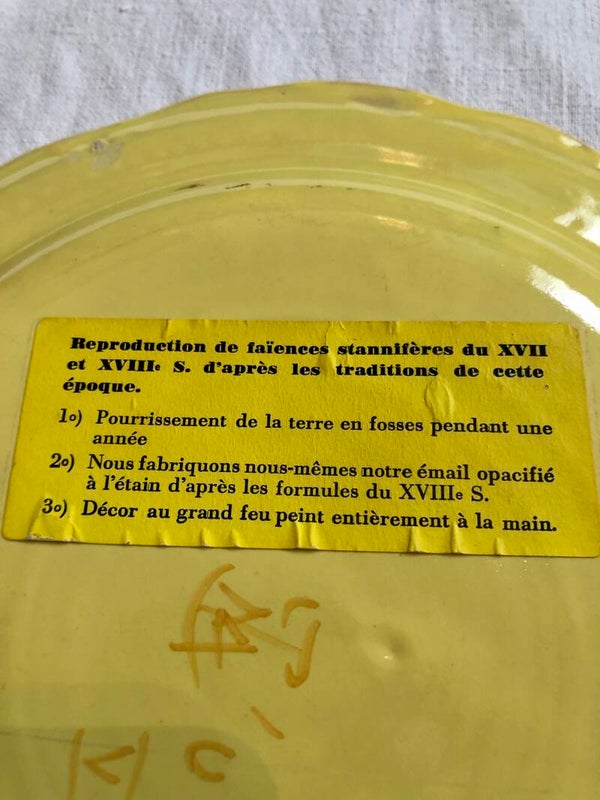 Reproduction de faïences stannifères du XVII
et XVIIIe S. d'après les traditions de cette
époque.
1o) Pourrissement de la terre en fosses pendant une
année
2o) Nous fabriquons nous-mêmes notre émail opacifié
à l'étain d'après les formules du XVIIIe S.
3o) Décor au grand feu peint entièrement à la main.